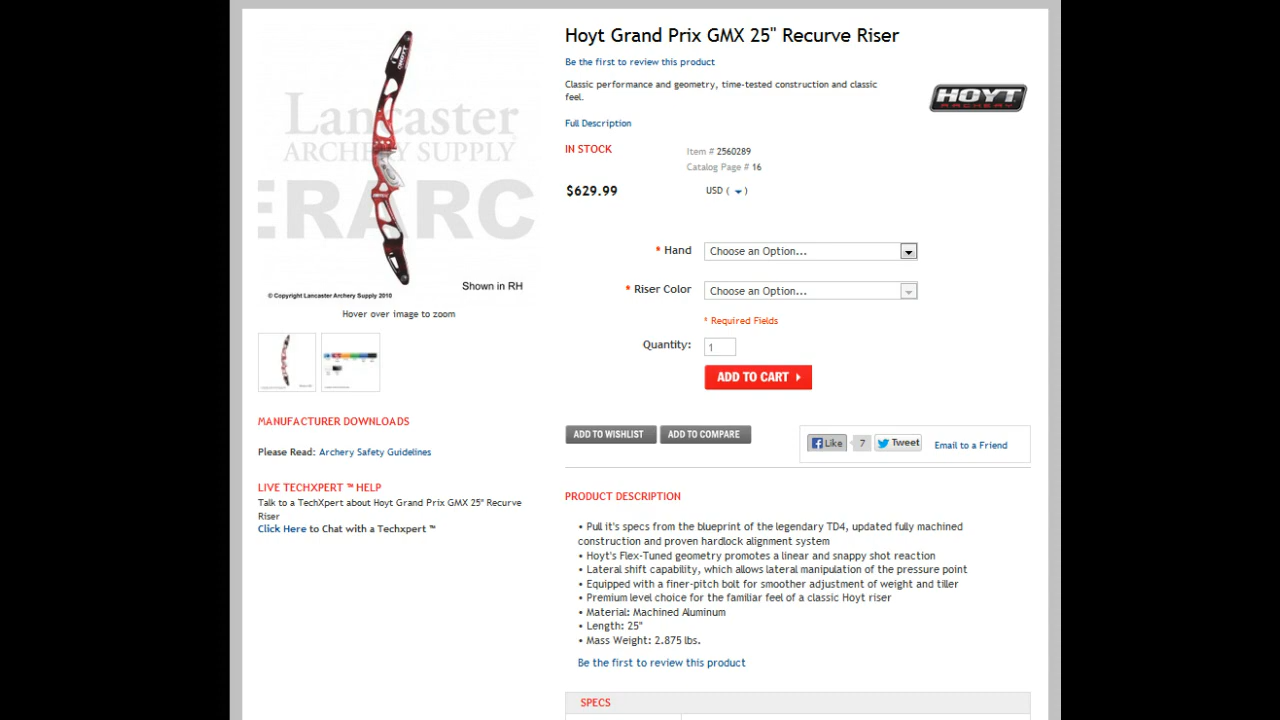 Hoyt Grand Prix GMX 25" Recurve Riser
Be the first to review this product
Classic performance and geometry, time-tested construction and classic
feel.
HOYT
ARCHERY
Full Description
IN STOCK
Item # 2560289
Catalog Page # 16
$629.99
USD ( )
* Hand
Choose an Option...
* Riser Color
Choose an Option...
* Required Fields
Quantity:
1
ADD TO CART
ADD TO WISHLIST
ADD TO COMPARE
Like
7
Tweet
Email to a Friend
Lancaster
ARCHERY SUPPLY
ERARC
HOYT
Shown in RH
© Copyright Lancaster Archery Supply 2010
Hover over image to zoom
MANUFACTURER DOWNLOADS
Please Read: Archery Safety Guidelines
LIVE TECHXPERT ™ HELP
Talk to a TechXpert about Hoyt Grand Prix GMX 25" Recurve
Riser
Click Here to Chat with a Techxpert ™
PRODUCT DESCRIPTION
• Pull it's specs from the blueprint of the legendary TD4, updated fully machined
construction and proven hardlock alignment system
• Hoyt's Flex-Tuned geometry promotes a linear and snappy shot reaction
• Lateral shift capability, which allows lateral manipulation of the pressure point
• Equipped with a finer-pitch bolt for smoother adjustment of weight and tiller
• Premium level choice for the familiar feel of a classic Hoyt riser
• Material: Machined Aluminum
• Length: 25"
• Mass Weight: 2.875 lbs.
Be the first to review this product
SPECS